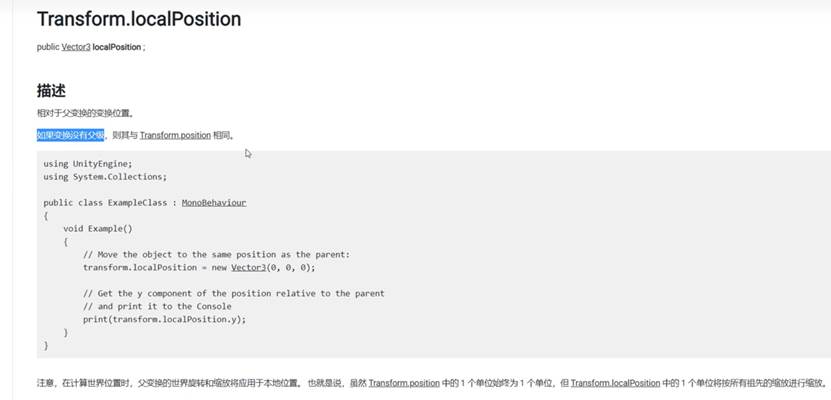 Transform.localPosition
public Vector3 localPosition ;
描述
相对于父变换的变换位置。
如果变换没有父级，则其与 Transform.position 相同。
using UnityEngine;
using System.Collections;
public class ExampleClass : MonoBehaviour
{
    void Example()
    {
        // Move the object to the same position as the parent:
        transform.localPosition = new Vector3(0, 0, 0);
        // Get the y component of the position relative to the parent
        // and print it to the Console
        print(transform.localPosition.y);
    }
}
注意，在计算世界位置时，父变换的世界旋转和缩放将应用于本地位置。 也就是说，虽然 Transform.position 中的 1 个单位始终为 1 个单位，但 Transform.localPosition 中的 1 个单位将按所有祖先的缩放进行缩放。